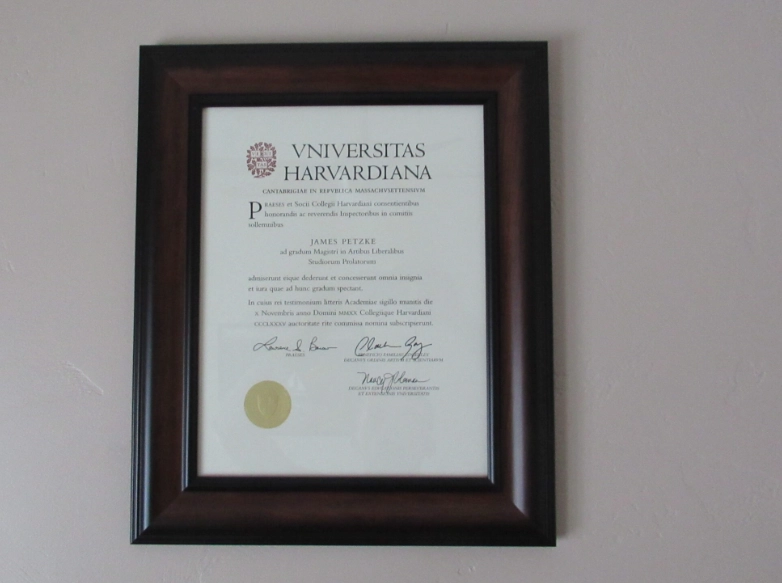 VNIVERSITAS
HARVARDIANA
CANTABRIGIAE IN REPVBLICA MASSACHVSETTENSIVM
PRAESES et Socii Collegii Harvardiani consentientibus
honorandis ac reverendis Inspectoribus in comitiis
sollemnibus
JAMES PETZKE
ad gradum Magistri in Artibus Liberalibus
Studiorum Prolatorum
admiserunt eique dederunt et concesserunt omnia insignia
et iura quae ad hunc gradum spectant.
In cuius rei testimonium litteris Academiae sigillo munitis die
X Novembris anno Domini MMXX Collegiique Harvardiani
CCCLXXXV auctoritate rite commissa nomina subscripserunt.
PRAESES